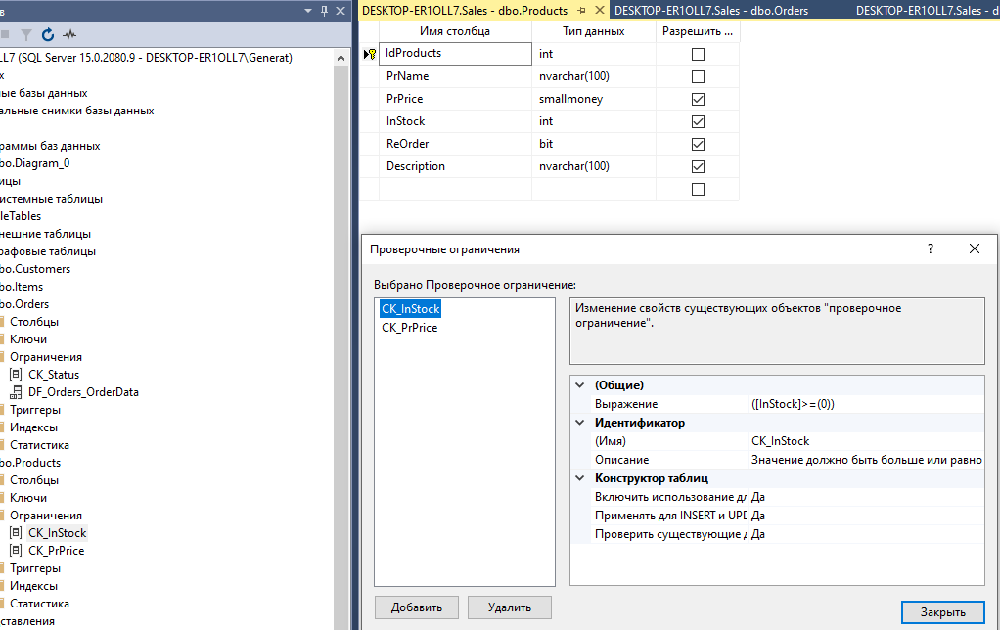 в
LL7 (SQL Server 15.0.2080.9 - DESKTOP-ER1OLL7\Generat)
х
ные базы данных
альные снимки базы данных
раммы баз данных
bo.Diagram_0
ицы
истемные таблицы
leTables
нешние таблицы
рафовые таблицы
bo.Customers
bo.Items
bo.Orders
Столбцы
Ключи
Ограничения
CK_Status
DF_Orders_OrderData
Триггеры
Индексы
Статистика
bo.Products
Столбцы
Ключи
Ограничения
CK_InStock
CK_PrPrice
Триггеры
Индексы
Статистика
ставления
DESKTOP-ER1OLL7.Sales - dbo.Products
DESKTOP-ER1OLL7.Sales - dbo.Orders
DESKTOP-ER1OLL7.Sales - d
Имя столбца Тип данных Разрешить ...
IdProducts int
PrName nvarchar(100)
PrPrice smallmoney
InStock int
ReOrder bit
Description nvarchar(100)
Проверочные ограничения ?
Выбрано Проверочное ограничение:
CK_InStock
CK_PrPrice
Изменение свойств существующих объектов "проверочное
ограничение".
(Общие)
Выражение ([InStock]>=(0))
Идентификатор
(Имя) CK_InStock
Описание Значение должно быть больше или равно
Конструктор таблиц
Включить использование дл Да
Применять для INSERT и UPD Да
Проверить существующие д Да
Добавить
Удалить
Закрыть